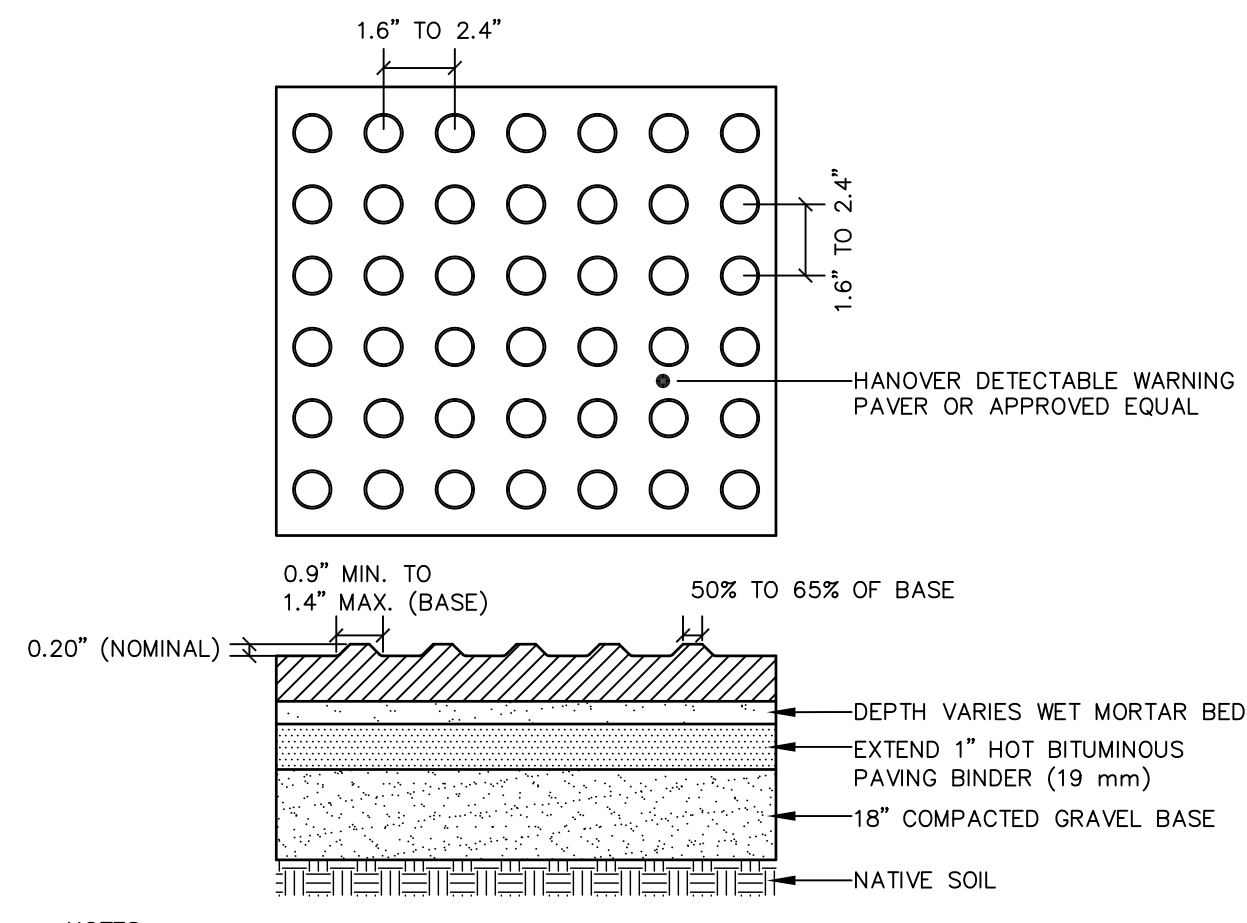 1.6” TO 2.4”
1.6” TO 2.4”
HANOVER DETECTABLE WARNING
PAVER OR APPROVED EQUAL
0.9” MIN. TO
1.4” MAX. (BASE)
50% TO 65% OF BASE
0.20” (NOMINAL)
DEPTH VARIES WET MORTAR BED
EXTEND 1” HOT BITUMINOUS
PAVING BINDER (19 mm)
18” COMPACTED GRAVEL BASE
NATIVE SOIL